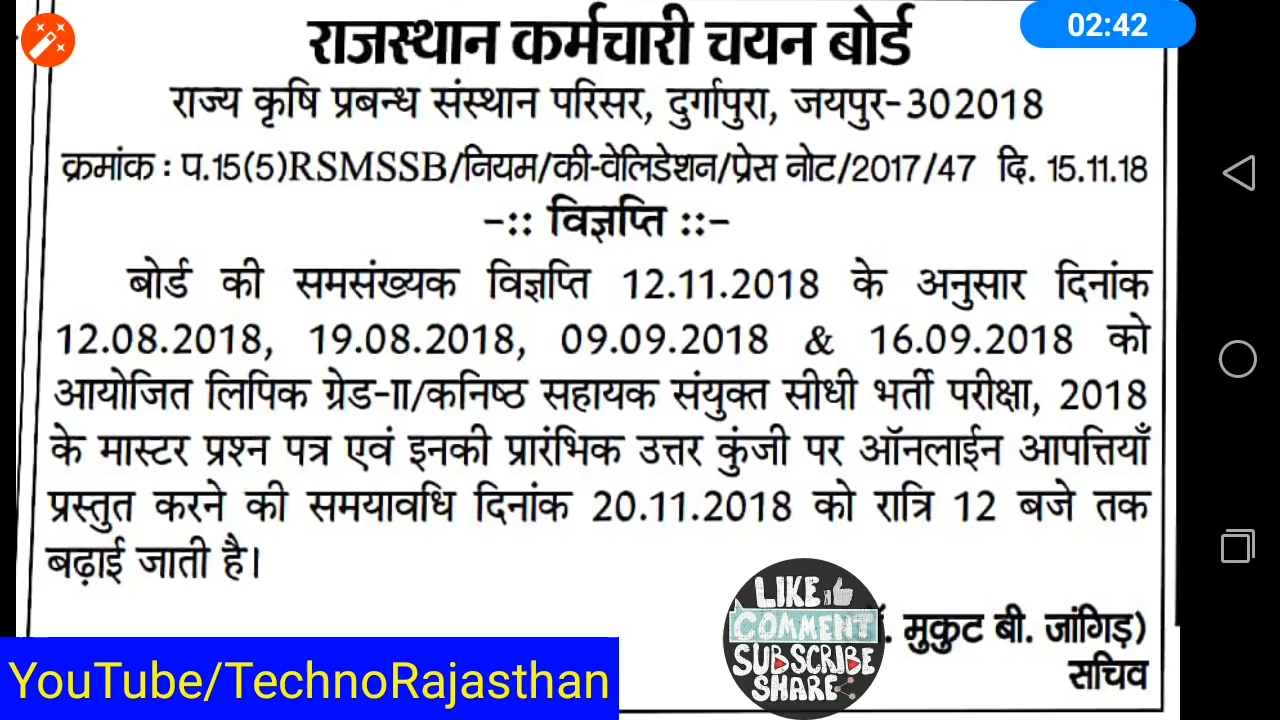 02:42
राजस्थान कर्मचारी चयन बोर्ड
राज्य कृषि प्रबन्ध संस्थान परिसर, दुर्गापुरा, जयपुर-302018
क्रमांक : प.15(5)RSMSSB/नियम/की-वेलिडेशन/प्रेस नोट/2017/47 दि. 15.11.18
-:: विज्ञप्ति ::-
बोर्ड की समसंख्यक विज्ञप्ति 12.11.2018 के अनुसार दिनांक
12.08.2018, 19.08.2018, 09.09.2018 & 16.09.2018 को
आयोजित लिपिक ग्रेड-II/कनिष्ठ सहायक संयुक्त सीधी भर्ती परीक्षा, 2018
के मास्टर प्रश्न पत्र एवं इनकी प्रारंभिक उत्तर कुंजी पर ऑनलाईन आपत्तियाँ
प्रस्तुत करने की समयावधि दिनांक 20.11.2018 को रात्रि 12 बजे तक
बढ़ाई जाती है।
मुकुट बी. जांगिड़)
सचिव
LIKE
COMMENT
SUBSCRIBE
SHARE
YouTube/TechnoRajasthan